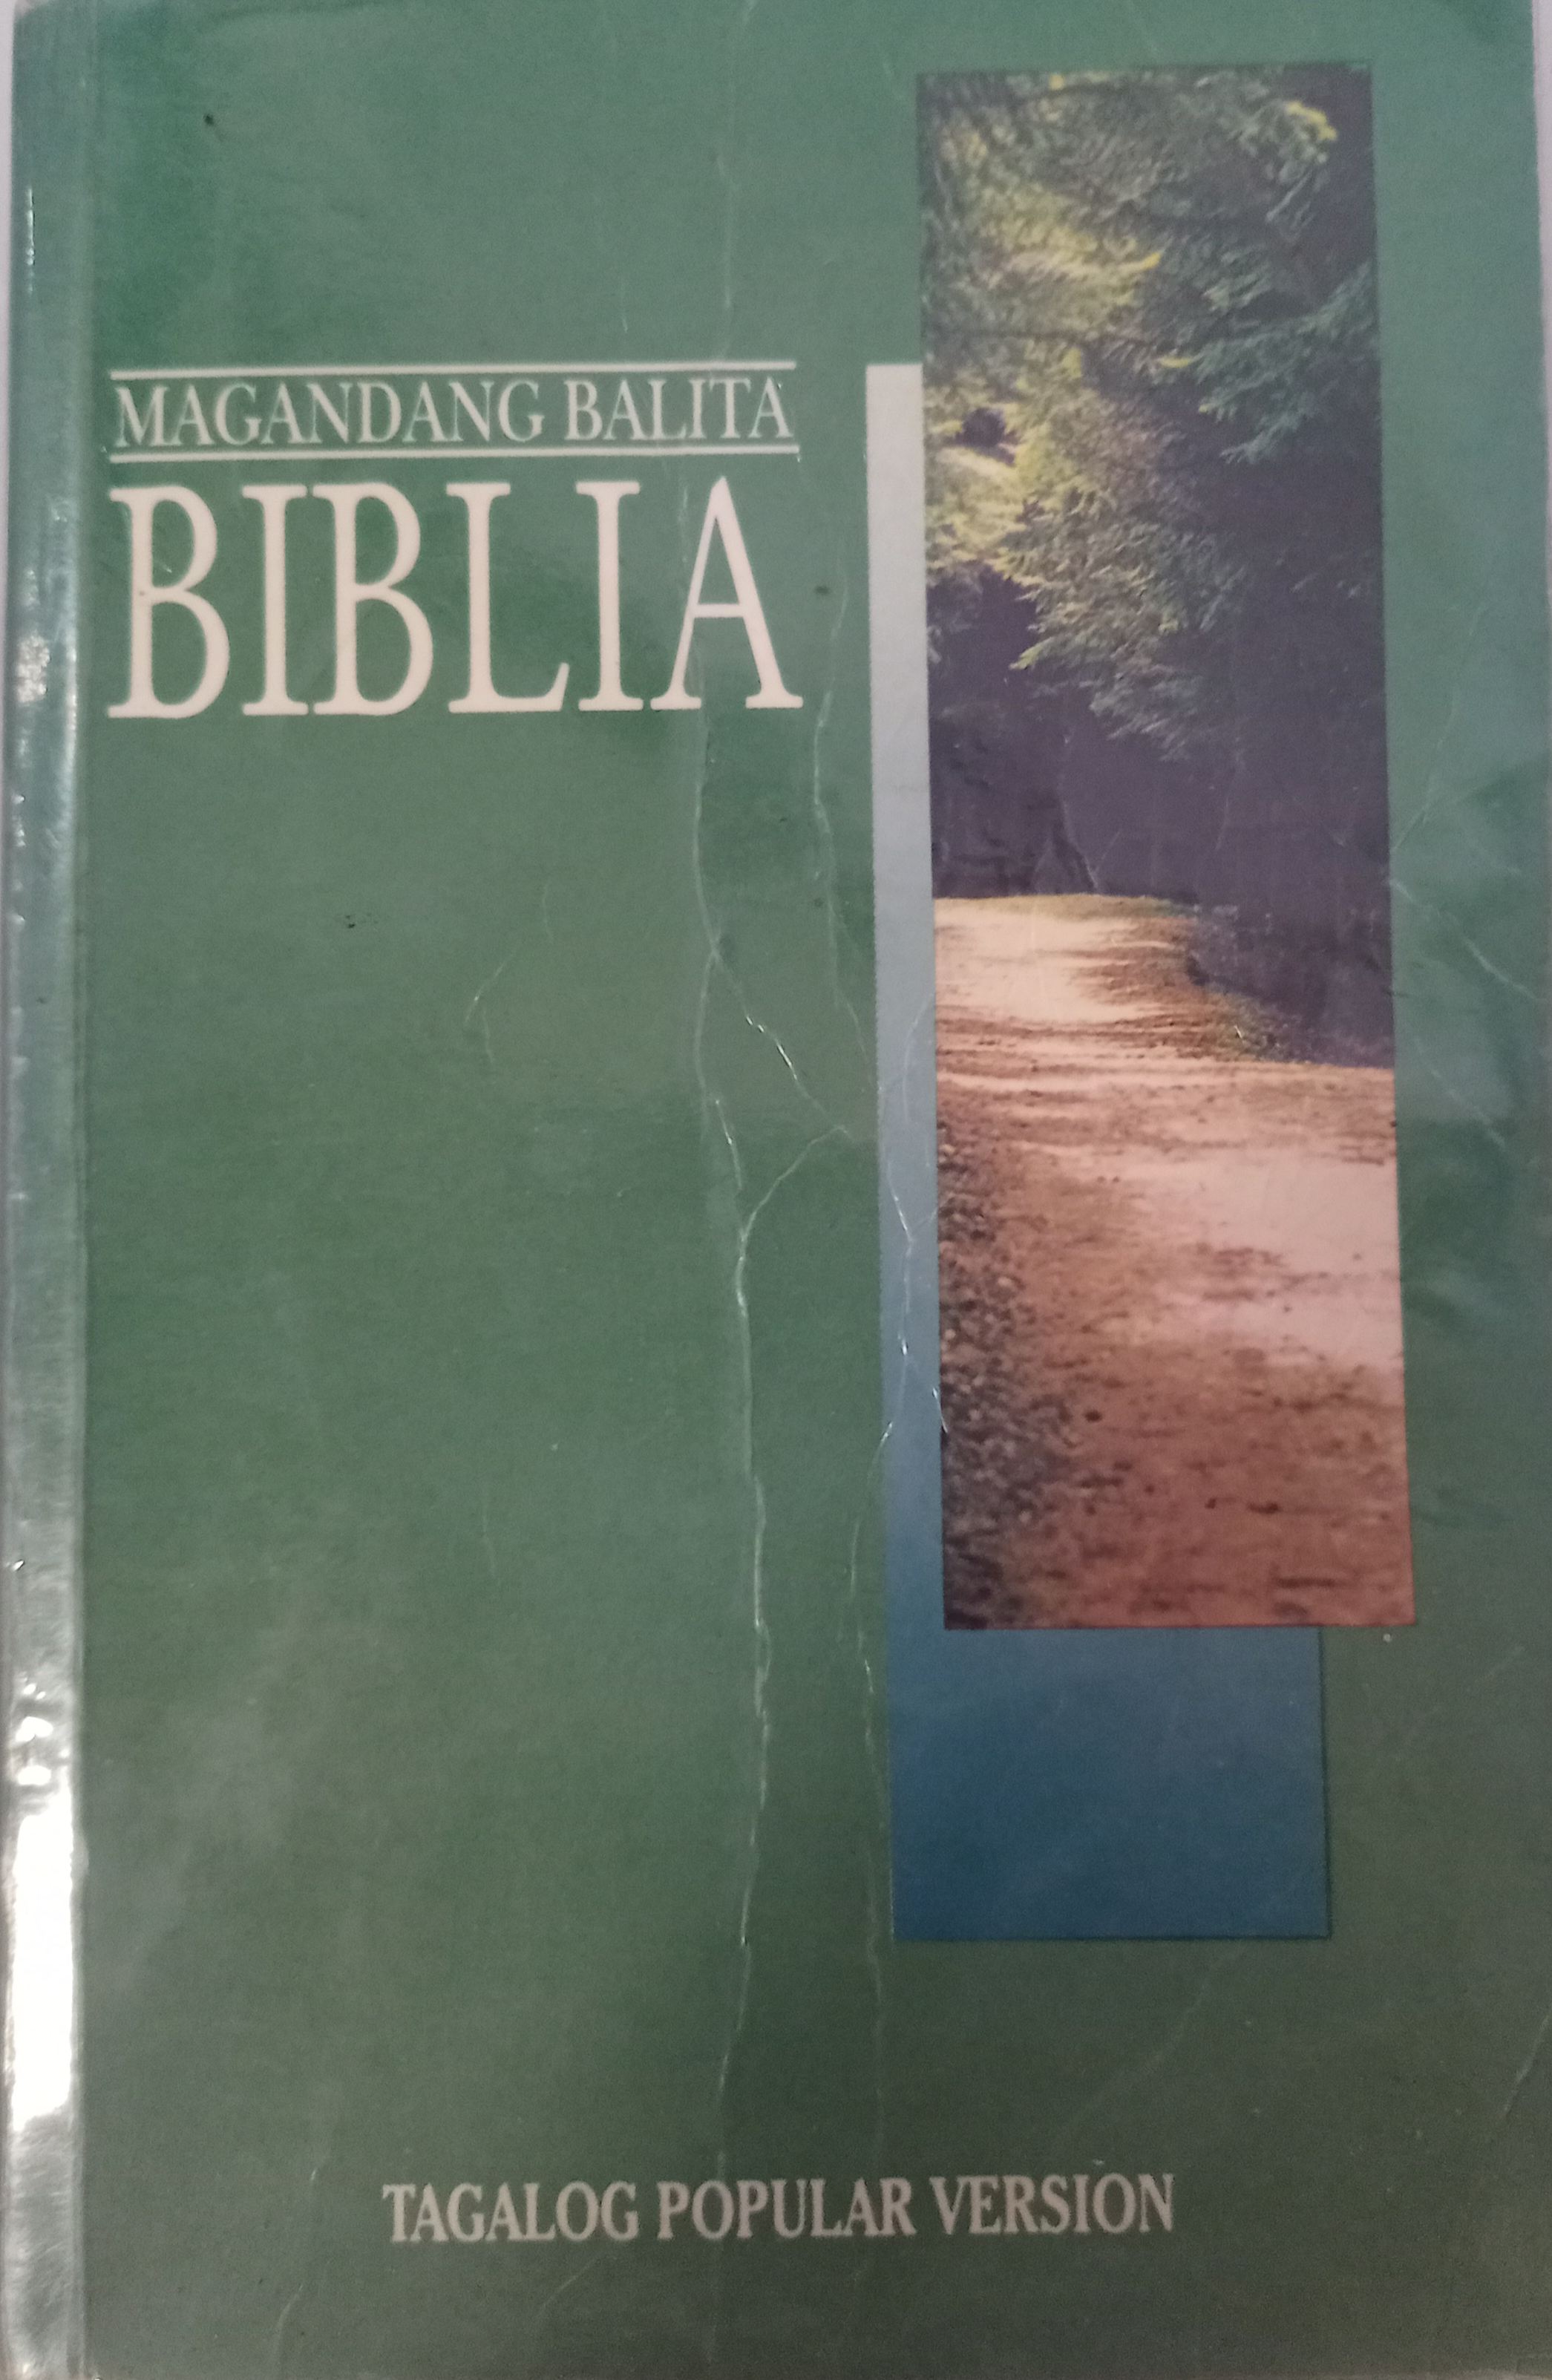 MAGANDANG BALITA
BIBLIA
TAGALOG POPULAR VERSION